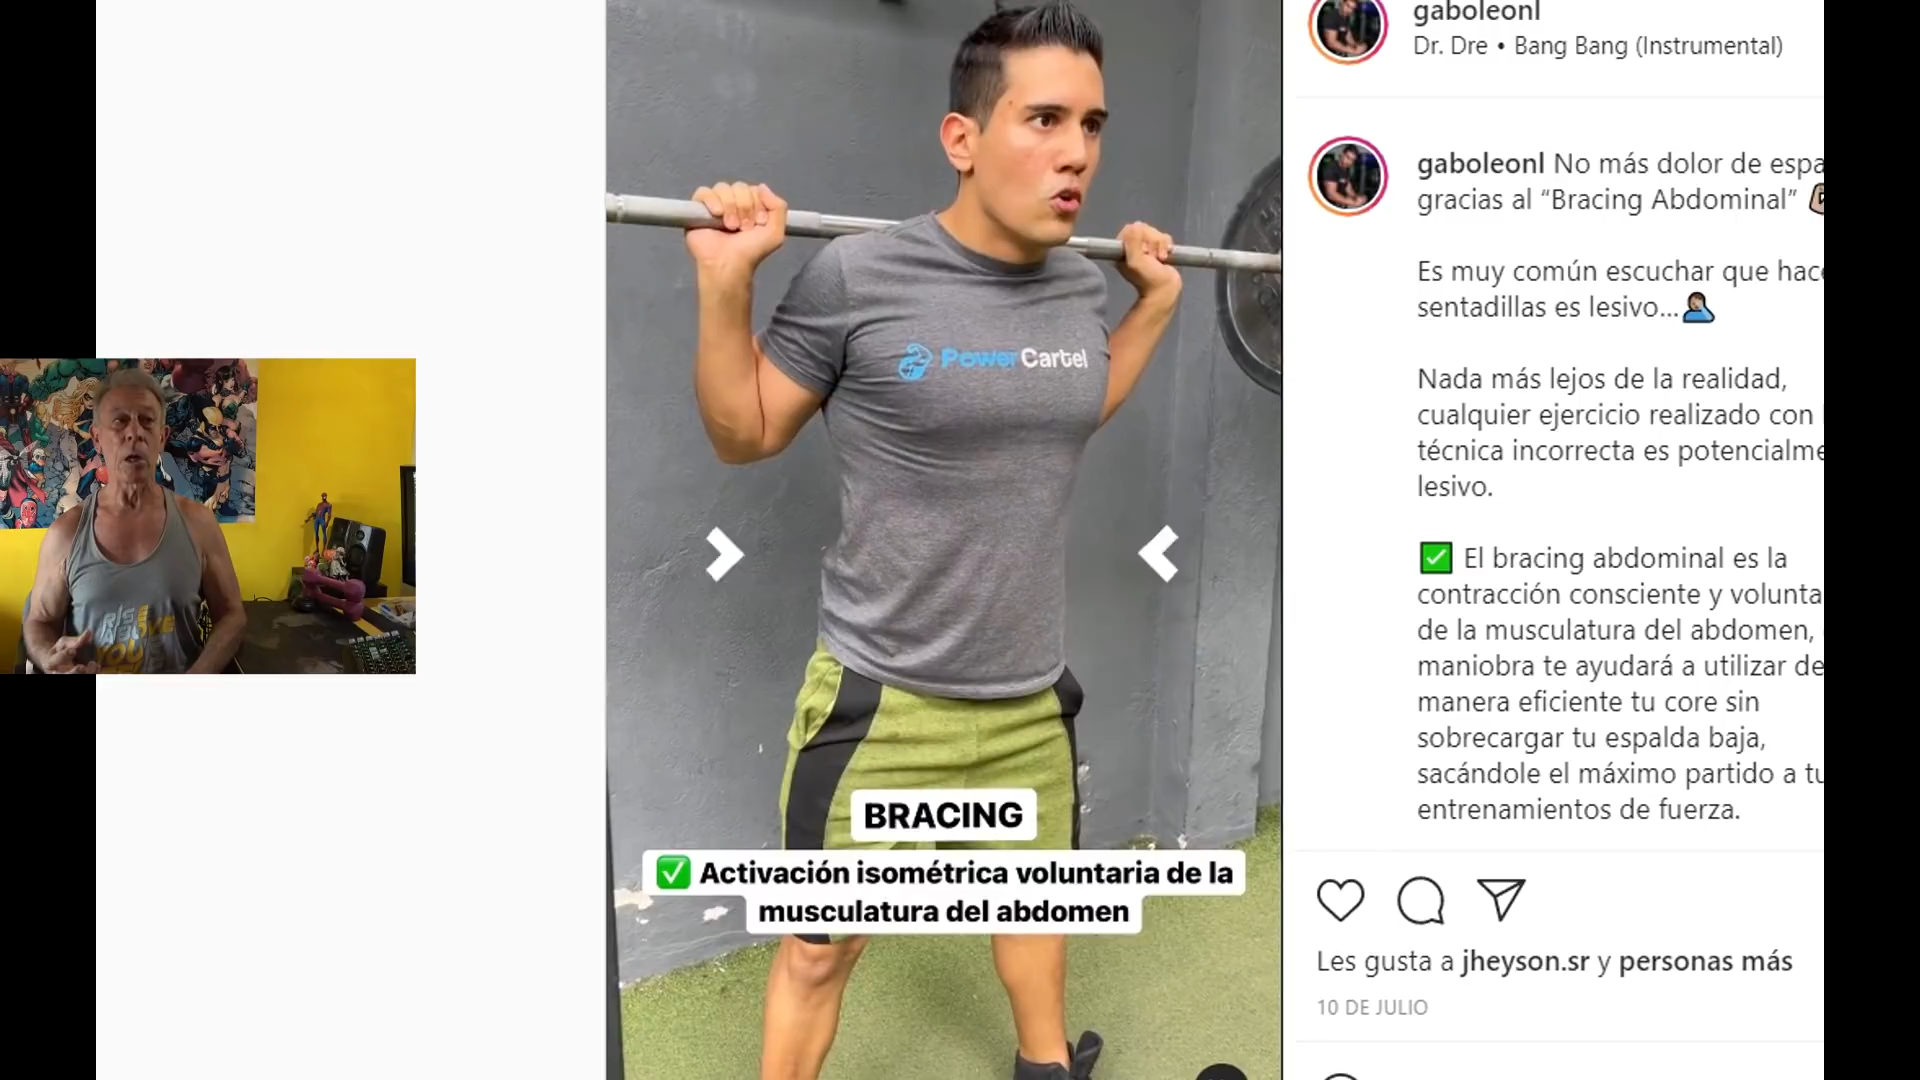 gaboleonl
Dr. Dre • Bang Bang (Instrumental)
gaboleonl No más dolor de espa
gracias al “Bracing Abdominal”
Es muy común escuchar que hace
sentadillas es lesivo...
Nada más lejos de la realidad,
cualquier ejercicio realizado con
técnica incorrecta es potencialme
lesivo.
✅ El bracing abdominal es la
contracción consciente y volunta
de la musculatura del abdomen,
maniobra te ayudará a utilizar de
manera eficiente tu core sin
sobrecargar tu espalda baja,
sacándole el máximo partido a tu
entrenamientos de fuerza.
Les gusta a jheyson.sr y personas más
10 DE JULIO
Power Cartel
BRACING
✅ Activación isométrica voluntaria de la
musculatura del abdomen
RISE
ABOVE
YOU